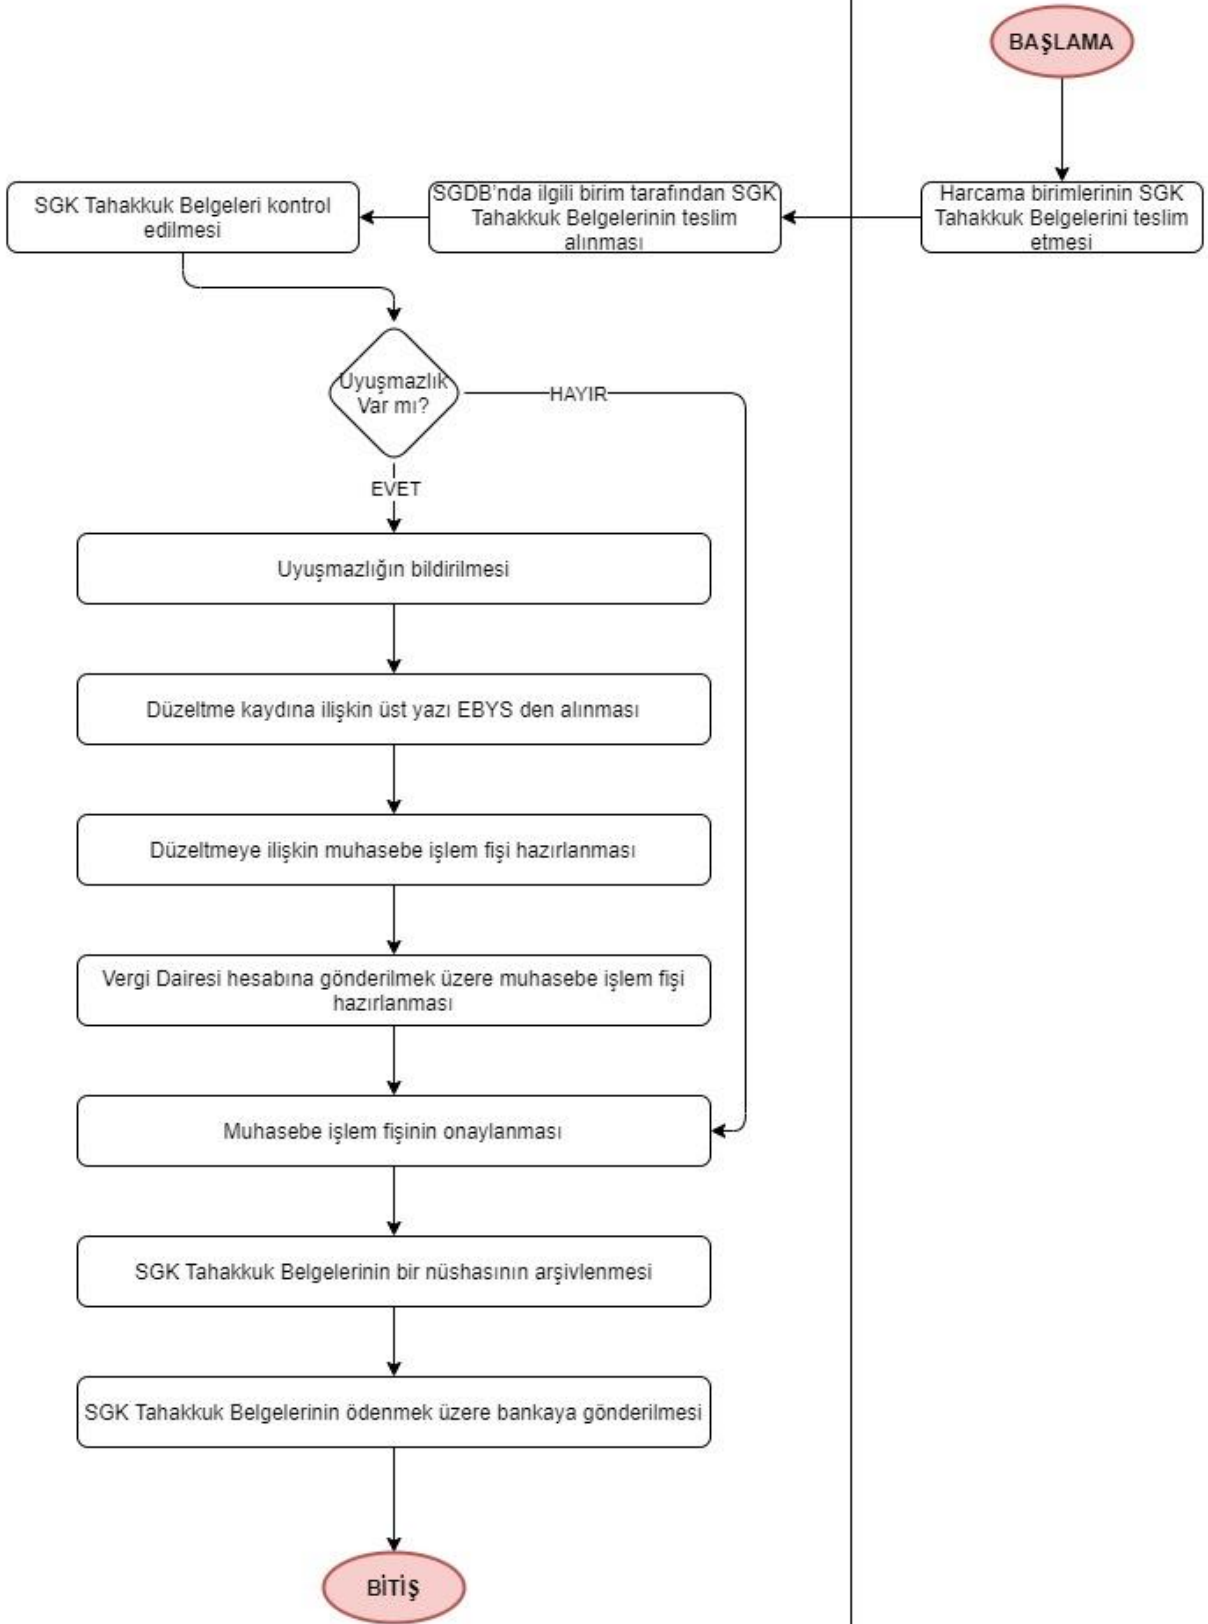 BAŞLAMA
Harcama birimlerinin SGK
Tahakkuk Belgelerini teslim
etmesi
SGDB'nda ilgili birim tarafından SGK
Tahakkuk Belgelerinin teslim
alınması
SGK Tahakkuk Belgeleri kontrol
edilmesi
Uyuşmazlık
Var mı?
HAYIR
EVET
Uyuşmazlığın bildirilmesi
Düzeltme kaydına ilişkin üst yazı EBYS den alınması
Düzeltmeye ilişkin muhasebe işlem fişi hazırlanması
Vergi Dairesi hesabına gönderilmek üzere muhasebe işlem fişi
hazırlanması
Muhasebe işlem fişinin onaylanması
SGK Tahakkuk Belgelerinin bir nüshasının arşivlenmesi
SGK Tahakkuk Belgelerinin ödenmek üzere bankaya gönderilmesi
BİTİŞ